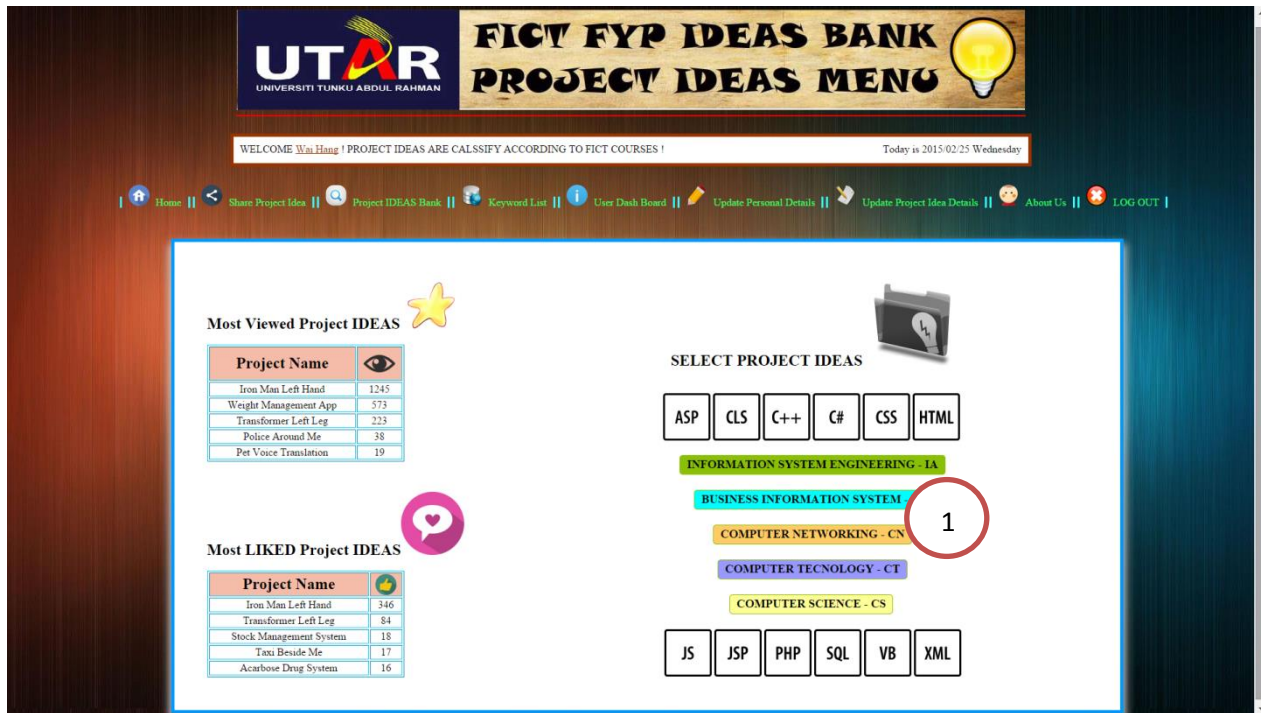 UTAR
UNIVERSITI TUNKU ABDUL RAHMAN
FICT FYP IDEAS BANK
PROJECT IDEAS MENU
WELCOME Wai Hang ! PROJECT IDEAS ARE CALSSIFY ACCORDING TO FICT COURSES !
Today is 2015/02/25 Wednesday
| Home || Share Project Idea || Project IDEAS Bank || Keyword List || User Dash Board || Update Personal Details || Update Project Idea Details || About Us || LOG OUT |
Most Viewed Project IDEAS
Project Name
Iron Man Left Hand 1245
Weight Management App 573
Transformer Left Leg 223
Police Around Me 38
Pet Voice Translation 19
Most LIKED Project IDEAS
Project Name
Iron Man Left Hand 346
Transformer Left Leg 84
Stock Management System 18
Taxi Beside Me 17
Acarbose Drug System 16
SELECT PROJECT IDEAS
ASP CLS C++ C# CSS HTML
INFORMATION SYSTEM ENGINEERING - IA
BUSINESS INFORMATION SYSTEM -
COMPUTER NETWORKING - CN
COMPUTER TECNOLOGY - CT
COMPUTER SCIENCE - CS
JS JSP PHP SQL VB XML
1